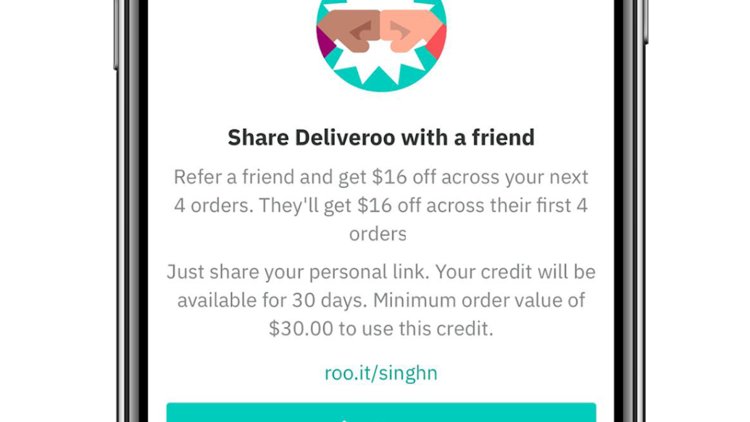 Share Deliveroo with a friend
Refer a friend and get $16 off across your next
4 orders. They'll get $16 off across their first 4
orders
Just share your personal link. Your credit will be
available for 30 days. Minimum order value of
$30.00 to use this credit.
roo.it/singhn